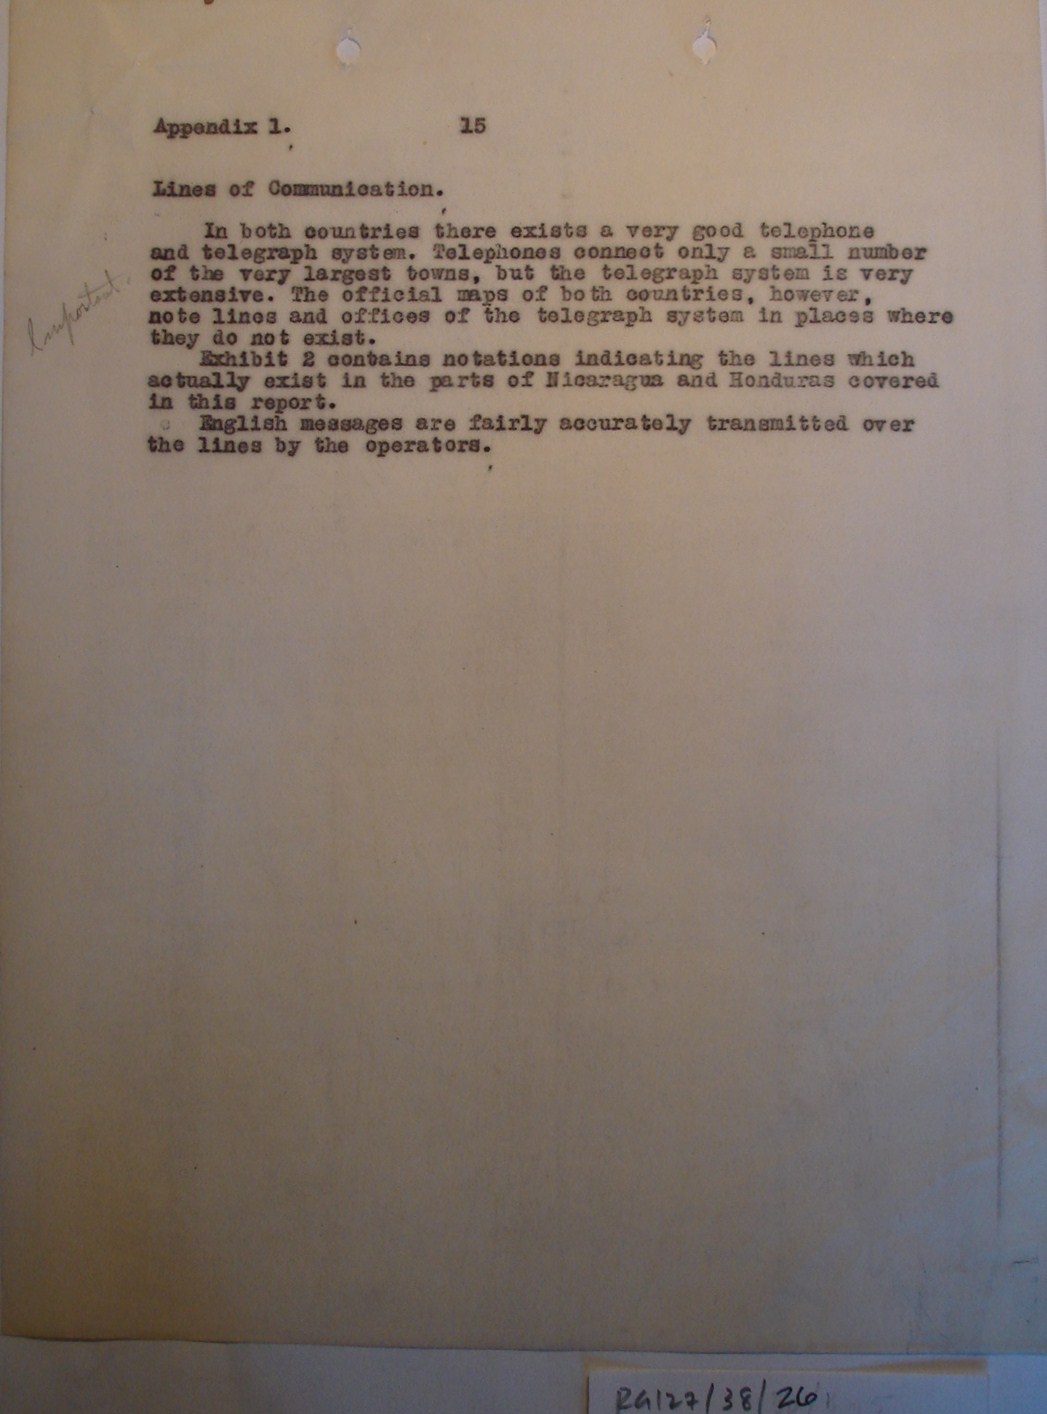 Appendix 1. 15
Lines of Communication.
In both countries there exists a very good telephone
and telegraph system. Telephones connect only a small number
of the very largest towns, but the telegraph system is very
extensive. The official maps of both countries, however,
note lines and offices of the telegraph system in places where
they do not exist.
Exhibit 2 contains notations indicating the lines which
actually exist in the parts of Nicaragua and Honduras covered
in this report.
English messages are fairly accurately transmitted over
the lines by the operators.
Important.
RG127/38/26